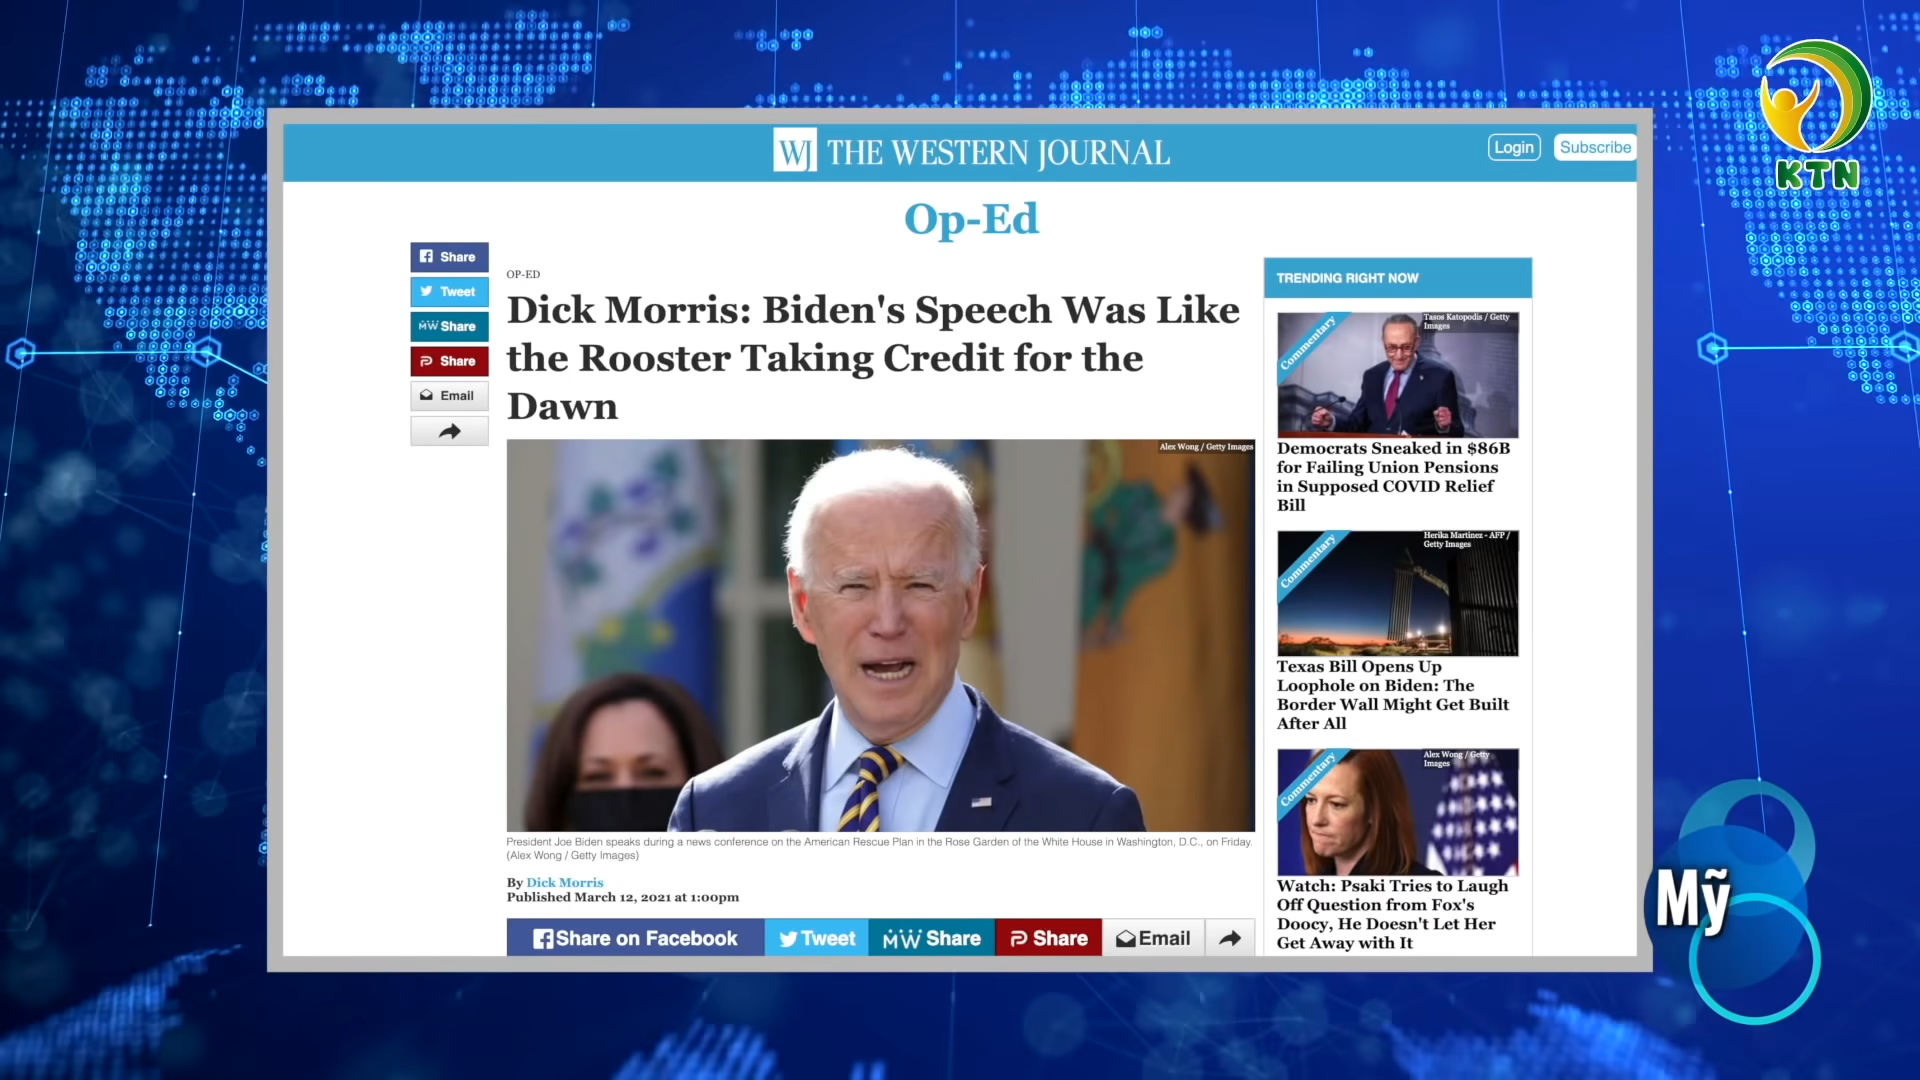 KTN
WJ THE WESTERN JOURNAL
Login
Subscribe
Op-Ed
Share
Tweet
MW Share
Share
Email
OP-ED
Dick Morris: Biden's Speech Was Like
the Rooster Taking Credit for the
Dawn
Alex Wong / Getty Images
President Joe Biden speaks during a news conference on the American Rescue Plan in the Rose Garden of the White House in Washington, D.C., on Friday.
(Alex Wong / Getty Images)
By Dick Morris
Published March 12, 2021 at 1:00pm
Share on Facebook
Tweet
MW Share
Share
Email
TRENDING RIGHT NOW
Commentary
Tasos Katopodis / Getty
Images
Democrats Sneaked in $86B
for Failing Union Pensions
in Supposed COVID Relief
Bill
Commentary
Herika Martinez - AFP /
Getty Images
Texas Bill Opens Up
Loophole on Biden: The
Border Wall Might Get Built
After All
Commentary
Alex Wong / Getty
Images
Watch: Psaki Tries to Laugh
Off Question from Fox's
Doocy, He Doesn't Let Her
Get Away with It
Mỹ